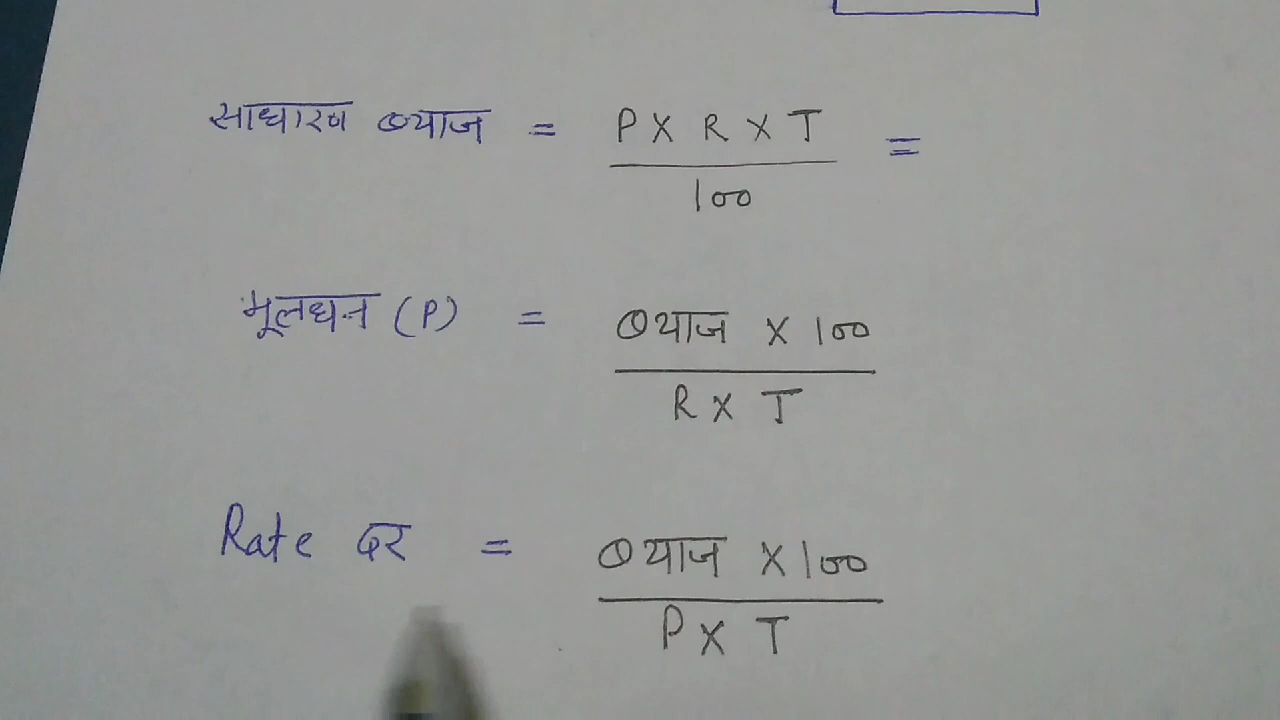 साधारण ब्याज = P X R X T =
100
मूलधन (P) = ब्याज X 100
R X T
Rate दर = ब्याज X 100
P X T